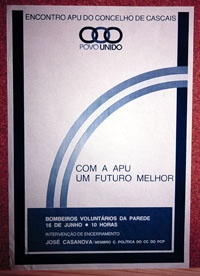 ENCONTRO APU DO CONCELHO DE CASCAIS
POVO UNIDO
COM A APU
UM FUTURO MELHOR
BOMBEIROS VOLUNTÁRIOS DA PAREDE
16 DE JUNHO • 10 HORAS
INTERVENÇÃO DE ENCERRAMENTO
JOSÉ CASANOVA / MEMBRO C. POLÍTICA DO CC DO PCP